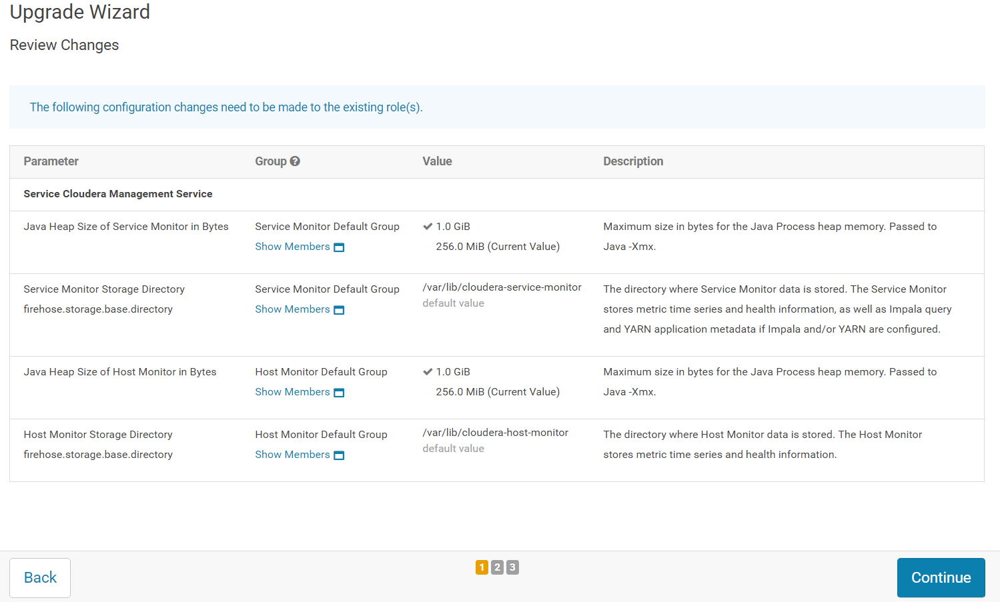 Upgrade Wizard
Review Changes
The following configuration changes need to be made to the existing role(s).
Parameter Group Value Description
Service Cloudera Management Service
Java Heap Size of Service Monitor in Bytes Service Monitor Default Group 1.0 GiB Maximum size in bytes for the Java Process heap memory. Passed to
Show Members 256.0 MiB (Current Value) Java -Xmx.
Service Monitor Storage Directory Service Monitor Default Group /var/lib/cloudera-service-monitor The directory where Service Monitor data is stored. The Service Monitor
firehose.storage.base.directory Show Members default value stores metric time series and health information, as well as Impala query
and YARN application metadata if Impala and/or YARN are configured.
Java Heap Size of Host Monitor in Bytes Host Monitor Default Group 1.0 GiB Maximum size in bytes for the Java Process heap memory. Passed to
Show Members 256.0 MiB (Current Value) Java -Xmx.
Host Monitor Storage Directory Host Monitor Default Group /var/lib/cloudera-host-monitor The directory where Host Monitor data is stored. The Host Monitor
firehose.storage.base.directory Show Members default value stores metric time series and health information.
Back 1 2 3 Continue